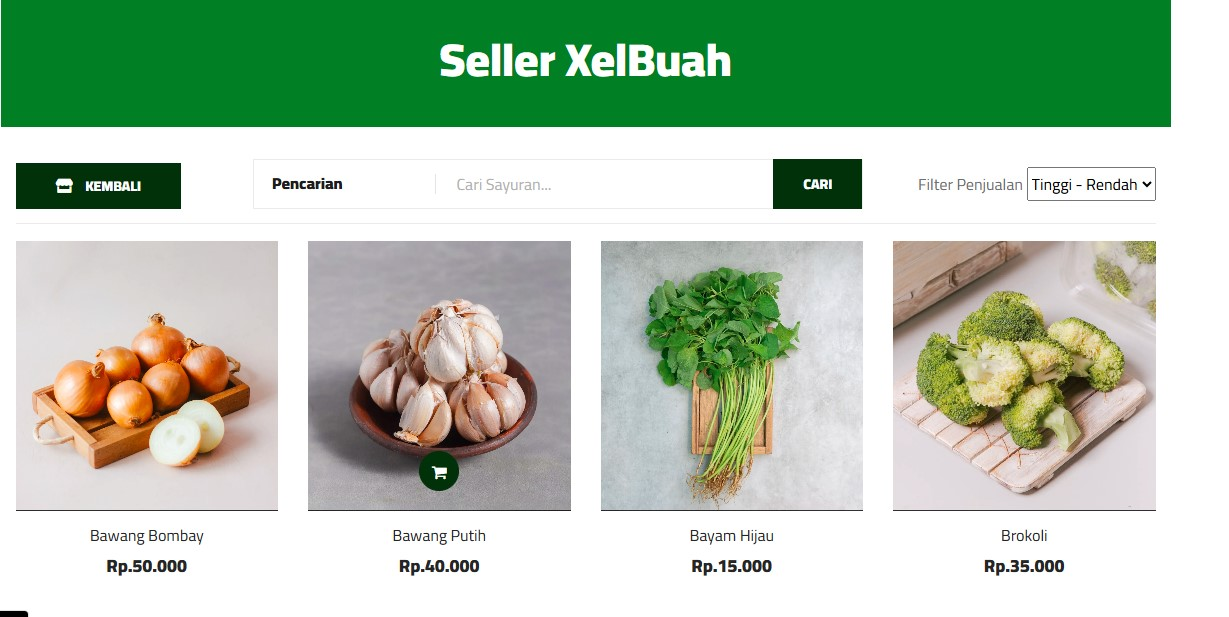 Seller XelBuah
KEMBALI
Pencarian
Cari Sayuran...
CARI
Filter Penjualan
Tinggi - Rendah
Bawang Bombay
Bawang Putih
Bayam Hijau
Brokoli
Rp.50.000
Rp.40.000
Rp.15.000
Rp.35.000